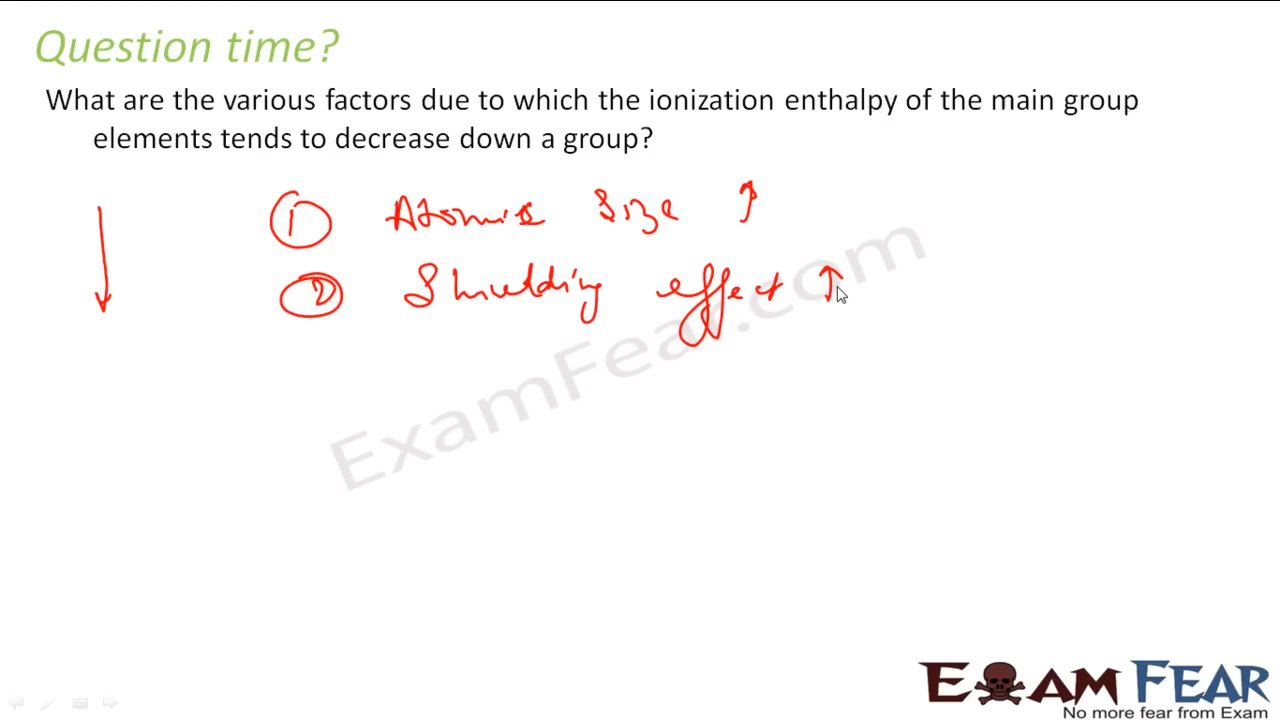 Question time?
What are the various factors due to which the ionization enthalpy of the main group
elements tends to decrease down a group?
① Atomic Size ↑
② Shielding effect ↑
ExamFear.com
EXAM FEAR
No more fear from Exam